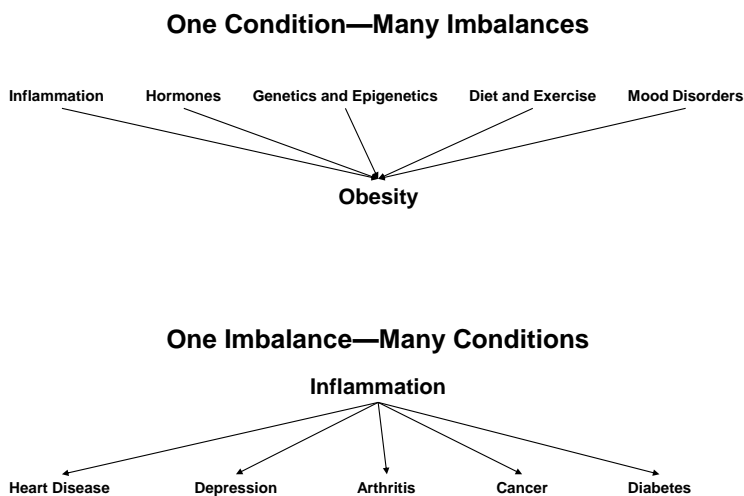 One Condition—Many Imbalances
Inflammation Hormones Genetics and Epigenetics Diet and Exercise Mood Disorders
Obesity
One Imbalance—Many Conditions
Inflammation
Heart Disease Depression Arthritis Cancer Diabetes